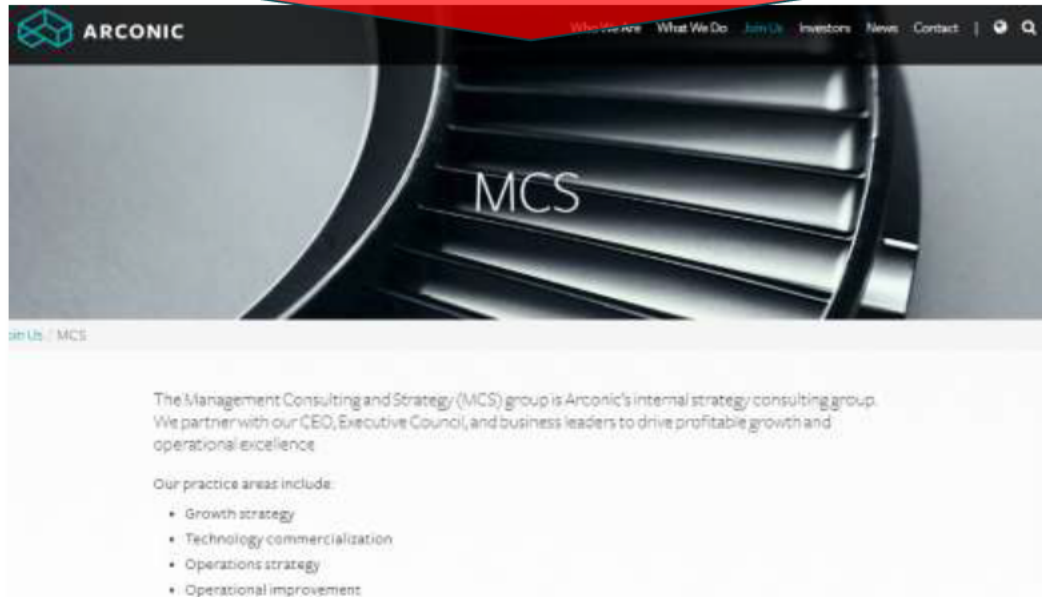 ARCONIC
Who We Are What We Do Join Us Investors News Contact |
MCS
Join Us / MCS
The Management Consulting and Strategy (MCS) group is Arconic's internal strategy consulting group.
We partner with our CEO, Executive Council, and business leaders to drive profitable growth and
operational excellence
Our practice areas include:
• Growth strategy
• Technology commercialization
• Operations strategy
• Operational improvement